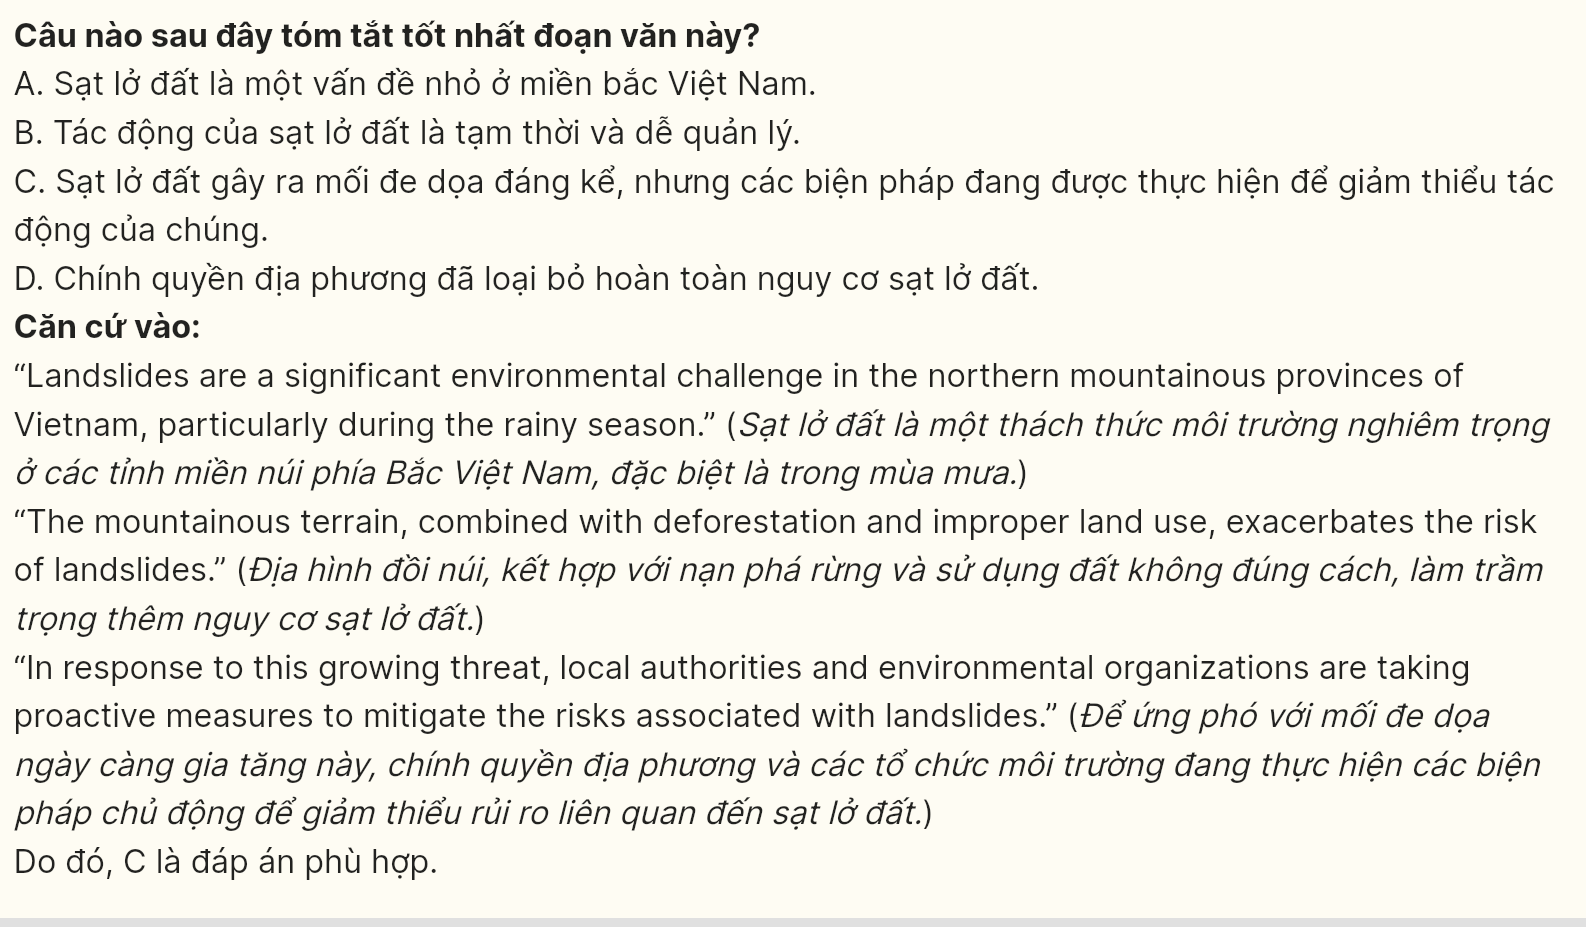 Câu nào sau đây tóm tắt tốt nhất đoạn văn này?
A. Sạt lở đất là một vấn đề nhỏ ở miền bắc Việt Nam.
B. Tác động của sạt lở đất là tạm thời và dễ quản lý.
C. Sạt lở đất gây ra mối đe dọa đáng kể, nhưng các biện pháp đang được thực hiện để giảm thiểu tác
động của chúng.
D. Chính quyền địa phương đã loại bỏ hoàn toàn nguy cơ sạt lở đất.
Căn cứ vào:
“Landslides are a significant environmental challenge in the northern mountainous provinces of
Vietnam, particularly during the rainy season.” (Sạt lở đất là một thách thức môi trường nghiêm trọng
ở các tỉnh miền núi phía Bắc Việt Nam, đặc biệt là trong mùa mưa.)
“The mountainous terrain, combined with deforestation and improper land use, exacerbates the risk
of landslides.” (Địa hình đồi núi, kết hợp với nạn phá rừng và sử dụng đất không đúng cách, làm trầm
trọng thêm nguy cơ sạt lở đất.)
“In response to this growing threat, local authorities and environmental organizations are taking
proactive measures to mitigate the risks associated with landslides.” (Để ứng phó với mối đe dọa
ngày càng gia tăng này, chính quyền địa phương và các tổ chức môi trường đang thực hiện các biện
pháp chủ động để giảm thiểu rủi ro liên quan đến sạt lở đất.)
Do đó, C là đáp án phù hợp.